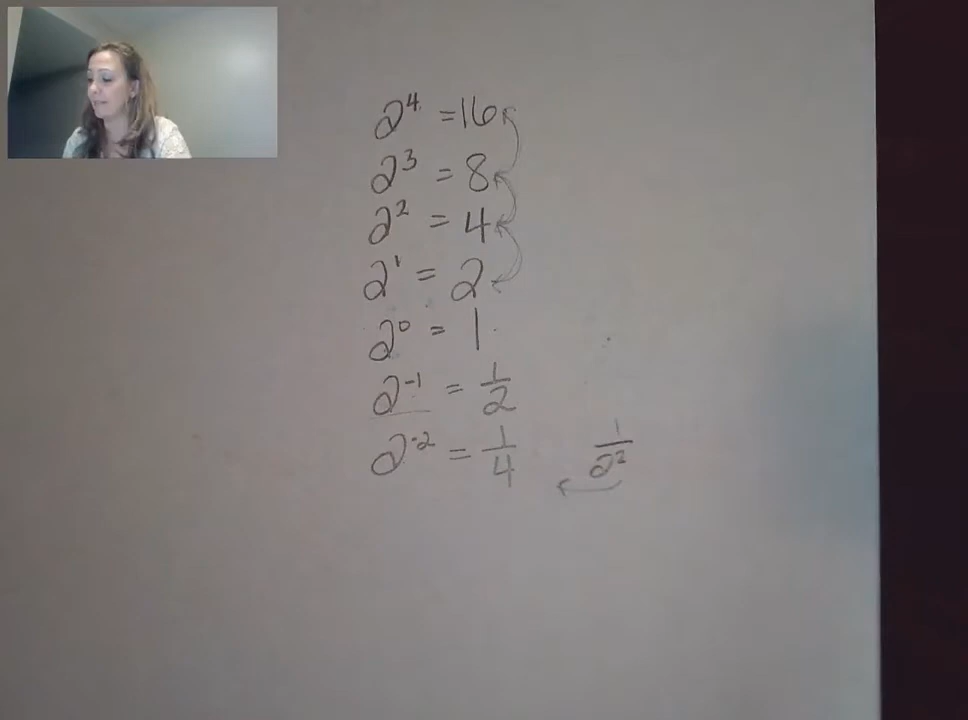 2⁴ = 16
2³ = 8
2² = 4
2¹ = 2
2⁰ = 1
2⁻¹ = 1/2
2⁻² = 1/4 1/2²